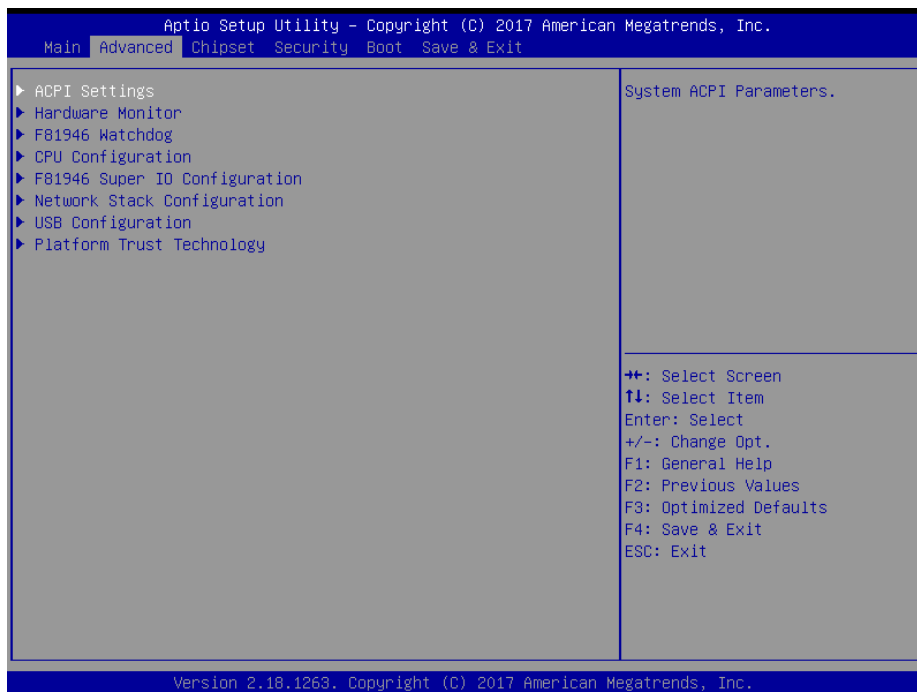 Aptio Setup Utility – Copyright (C) 2017 American Megatrends, Inc.
Main Advanced Chipset Security Boot Save & Exit
ACPI Settings
Hardware Monitor
F81946 Watchdog
CPU Configuration
F81946 Super IO Configuration
Network Stack Configuration
USB Configuration
Platform Trust Technology
System ACPI Parameters.
→←: Select Screen
↑↓: Select Item
Enter: Select
+/-: Change Opt.
F1: General Help
F2: Previous Values
F3: Optimized Defaults
F4: Save & Exit
ESC: Exit
Version 2.18.1263. Copyright (C) 2017 American Megatrends, Inc.